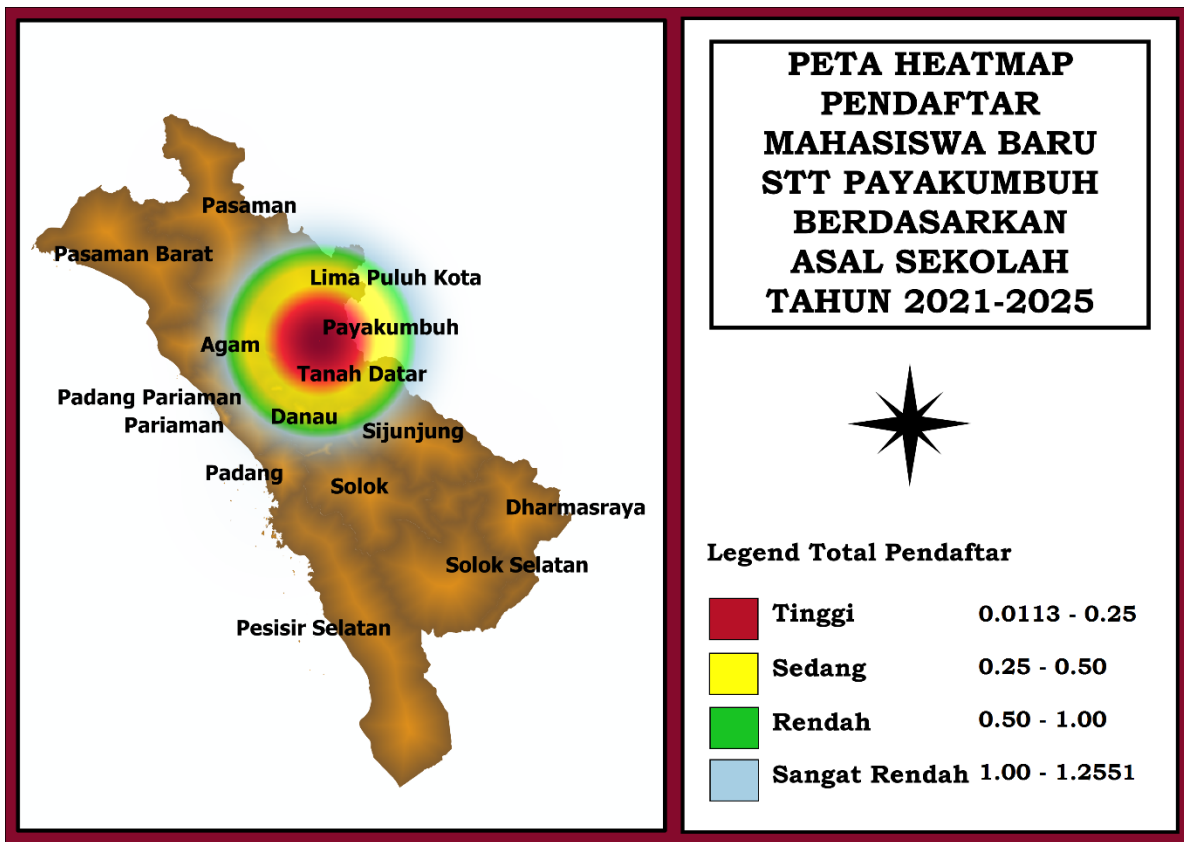 PETA HEATMAP
PENDAFTAR
MAHASISWA BARU
STT PAYAKUMBUH
BERDASARKAN
ASAL SEKOLAH
TAHUN 2021-2025
Pasaman
Pasaman Barat
Lima Puluh Kota
Payakumbuh
Agam
Tanah Datar
Padang Pariaman
Danau
Pariaman
Sijunjung
Padang
Solok
Dharmasraya
Solok Selatan
Pesisir Selatan
Legend Total Pendaftar
Tinggi 0.0113 - 0.25
Sedang 0.25 - 0.50
Rendah 0.50 - 1.00
Sangat Rendah 1.00 - 1.2551